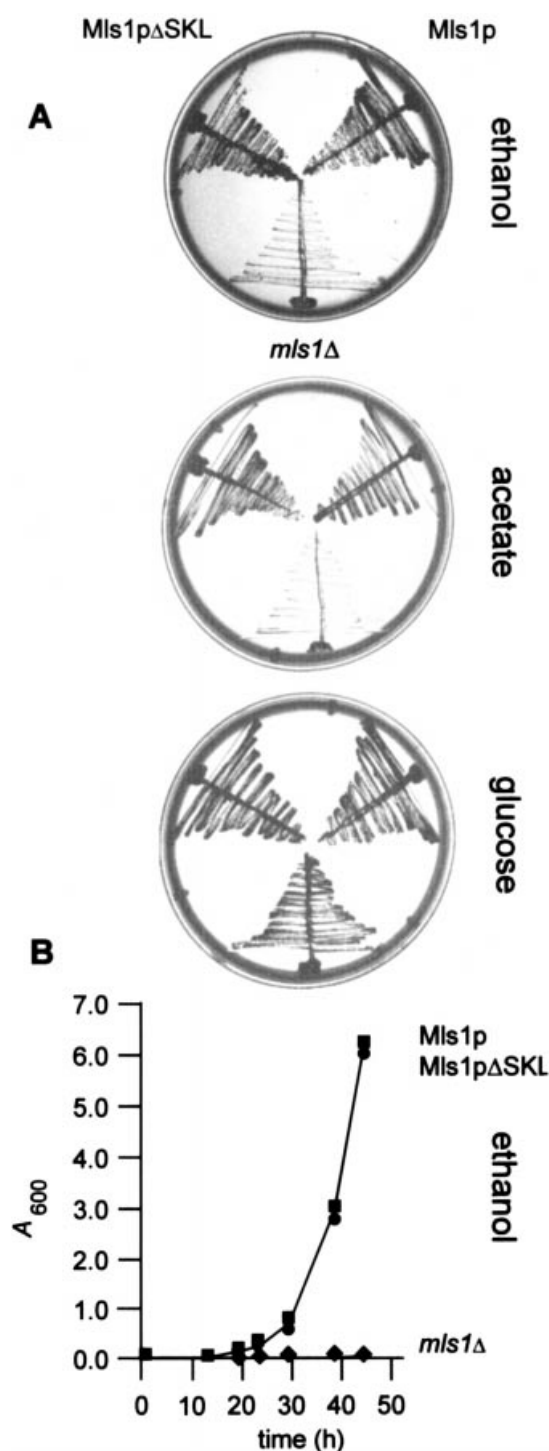 Mls1pΔSKL Mls1p
A
ethanol
mls1Δ
acetate
glucose
B
7.0
6.0
5.0
4.0
3.0
2.0
1.0
0.0
A 600
0 10 20 30 40 50
time (h)
Mls1p
Mls1pΔSKL
ethanol
mls1Δ